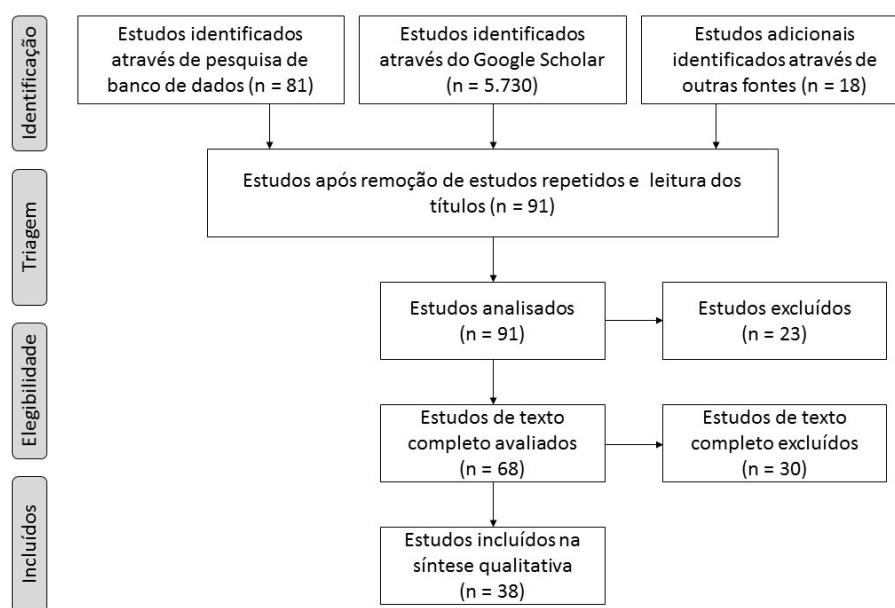 Identificação
Estudos identificados
através de pesquisa de
banco de dados (n = 81)
Estudos identificados
através do Google Scholar
(n = 5.730)
Estudos adicionais
identificados através de
outras fontes (n = 18)
Triagem
Estudos após remoção de estudos repetidos e leitura dos
títulos (n = 91)
Estudos analisados
(n = 91)
Estudos excluídos
(n = 23)
Elegibilidade
Estudos de texto
completo avaliados
(n = 68)
Estudos de texto
completo excluídos
(n = 30)
Incluídos
Estudos incluídos na
síntese qualitativa
(n = 38)